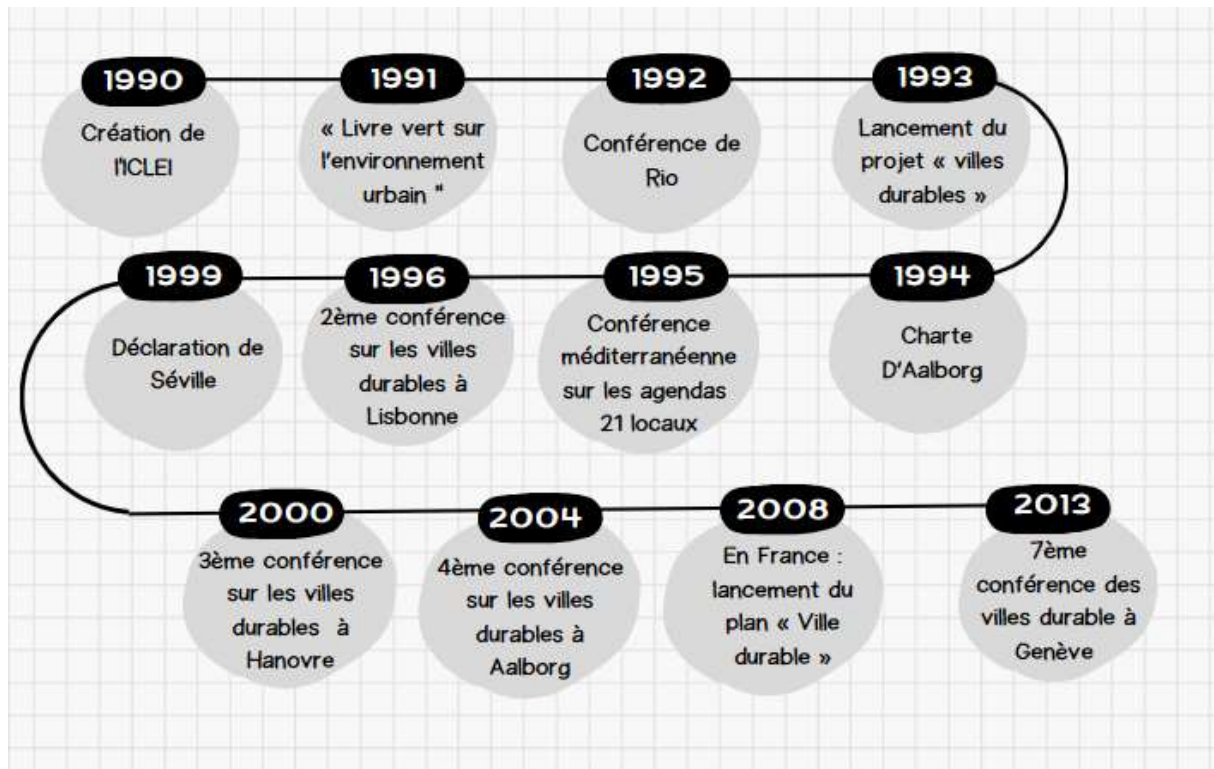 1990
Création de
l'ICLEI
1991
« Livre vert sur
l'environnement
urbain "
1992
Conférence de
Rio
1993
Lancement du
projet « villes
durables »
1994
Charte
D'Aalborg
1995
Conférence
méditerranéenne
sur les agendas
21 locaux
1996
2ème conférence
sur les villes
durables à
Lisbonne
1999
Déclaration de
Séville
2000
3ème conférence
sur les villes
durables à
Hanovre
2004
4ème conférence
sur les villes
durables à
Aalborg
2008
En France :
lancement du
plan « Ville
durable »
2013
7ème
conférence des
villes durable à
Genève